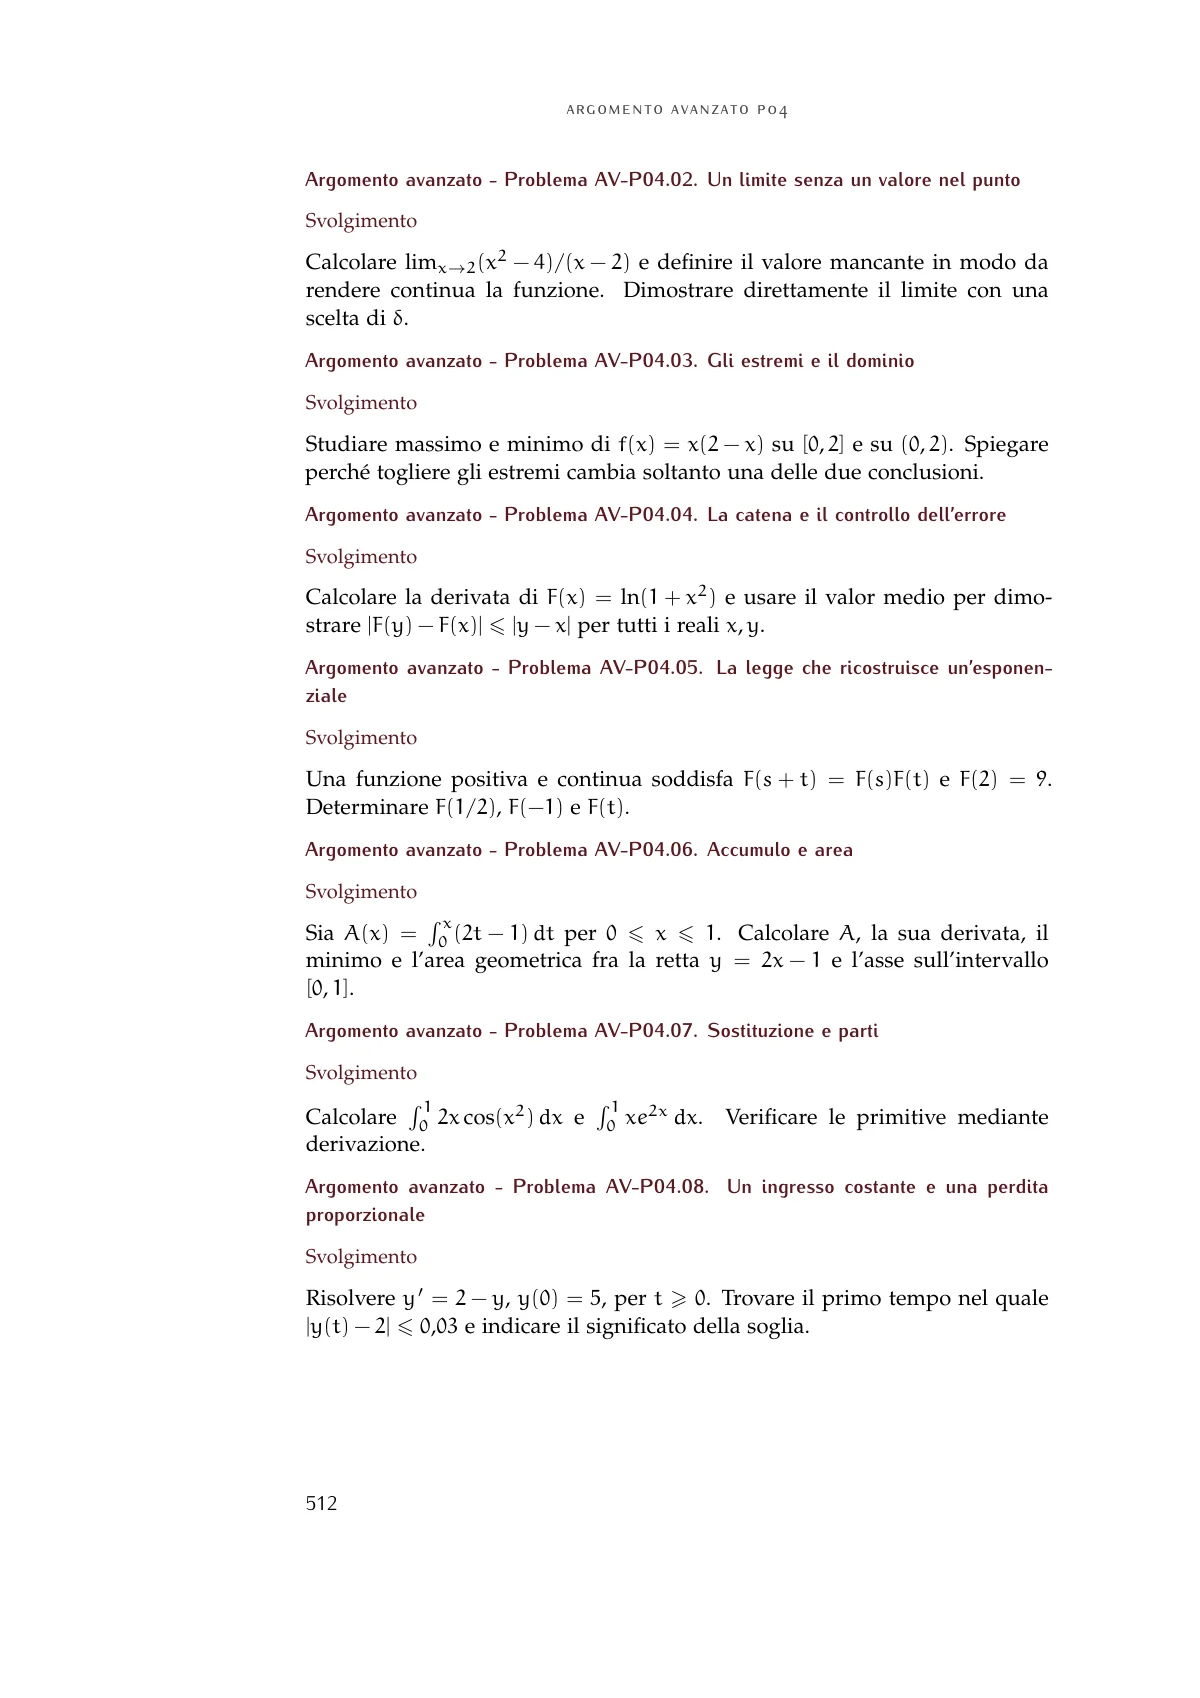 ARGOMENTO AVANZATO P04
Argomento avanzato – Problema AV-P04.02. Un limite senza un valore nel punto
Svolgimento
Calcolare lim_{x→2}(x² − 4)/(x − 2) e definire il valore mancante in modo da
rendere continua la funzione. Dimostrare direttamente il limite con una
scelta di δ.
Argomento avanzato – Problema AV-P04.03. Gli estremi e il dominio
Svolgimento
Studiare massimo e minimo di f(x) = x(2 − x) su [0, 2] e su (0, 2). Spiegare
perché togliere gli estremi cambia soltanto una delle due conclusioni.
Argomento avanzato – Problema AV-P04.04. La catena e il controllo dell'errore
Svolgimento
Calcolare la derivata di F(x) = ln(1 + x²) e usare il valor medio per dimo-
strare |F(y) − F(x)| ⩽ |y − x| per tutti i reali x, y.
Argomento avanzato – Problema AV-P04.05. La legge che ricostruisce un'esponen-
ziale
Svolgimento
Una funzione positiva e continua soddisfa F(s + t) = F(s)F(t) e F(2) = 9.
Determinare F(1/2), F(−1) e F(t).
Argomento avanzato – Problema AV-P04.06. Accumulo e area
Svolgimento
Sia A(x) = ∫₀ˣ(2t − 1) dt per 0 ⩽ x ⩽ 1. Calcolare A, la sua derivata, il
minimo e l'area geometrica fra la retta y = 2x − 1 e l'asse sull'intervallo
[0, 1].
Argomento avanzato – Problema AV-P04.07. Sostituzione e parti
Svolgimento
Calcolare ∫₀¹ 2x cos(x²) dx e ∫₀¹ xe²ˣ dx. Verificare le primitive mediante
derivazione.
Argomento avanzato – Problema AV-P04.08. Un ingresso costante e una perdita
proporzionale
Svolgimento
Risolvere y′ = 2 − y, y(0) = 5, per t ⩾ 0. Trovare il primo tempo nel quale
|y(t) − 2| ⩽ 0,03 e indicare il significato della soglia.
512